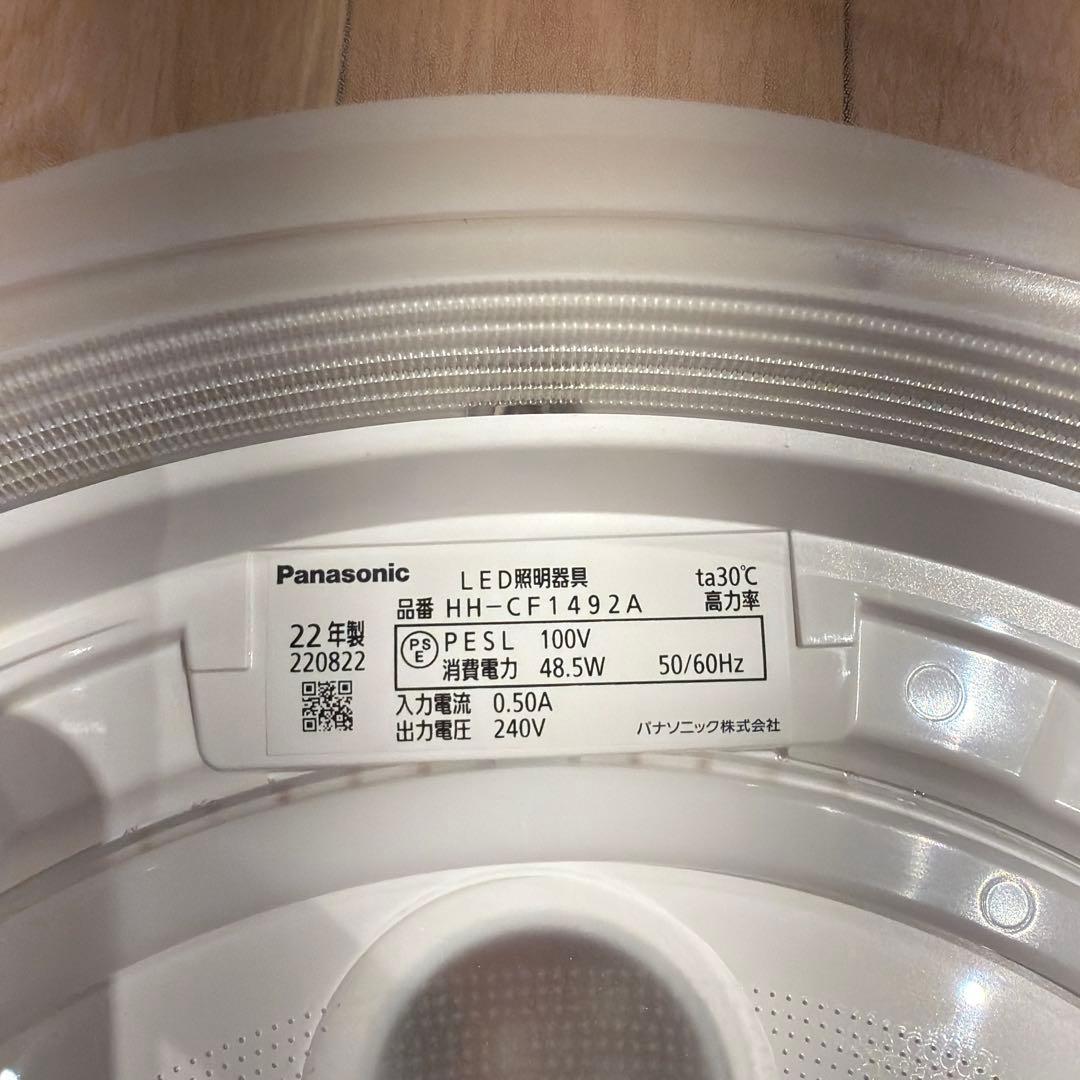 Panasonic
LED照明器具
ta30℃
品番 HH-CF1492A
高力率
22年製
220822
PSE
PESL 100V
消費電力 48.5W 50/60Hz
入力電流 0.50A
出力電圧 240V
パナソニック株式会社